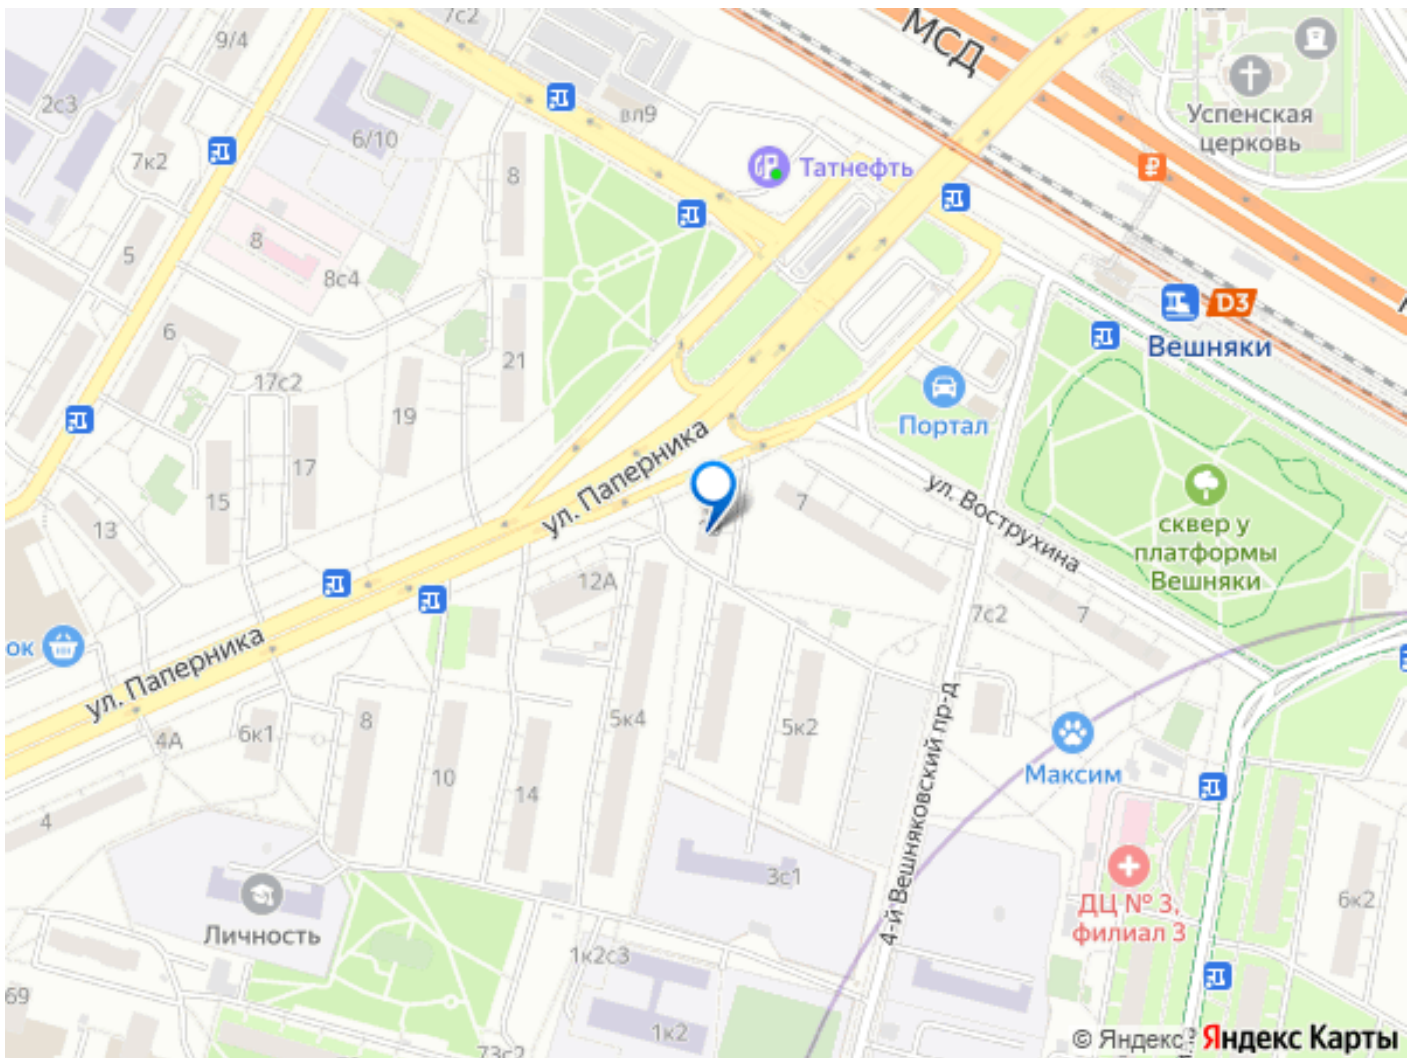 7с2
9/4
МСД
2с3
вл9
6/10
7к2
Успенская
церковь
Татнефть
8
8
5
8с4
D3
Вешняки
6
21
17с2
19
Портал
ул. Паперника
17
15
7
ул. Вострухина
13
сквер у
платформы
Вешняки
12А
7с2
7
ок
ул. Паперника
4А
6к1
8
5к4
5к2
4-й Вешняковский пр-д
Максим
10
14
4
3с1
ДЦ № 3,
филиал 3
6к2
Личность
1к2с3
69
1к2
73с2
© Яндекс
Яндекс Карты